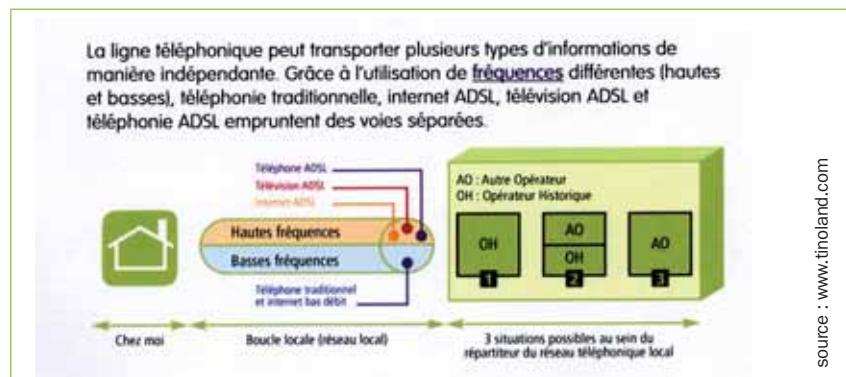 La ligne téléphonique peut transporter plusieurs types d'informations de
manière indépendante. Grâce à l'utilisation de fréquences différentes (hautes
et basses), téléphonie traditionnelle, internet ADSL, télévision ADSL et
téléphonie ADSL empruntent des voies séparées.
Téléphone ADSL
Télévision ADSL
Internet ADSL
Hautes fréquences
Basses fréquences
Téléphone traditionnel
et internet bas débit
AO : Autre Opérateur
OH : Opérateur Historique
OH
1
AO
OH
2
AO
3
Chez moi
Boucle locale (réseau local)
3 situations possibles au sein du
répartiteur du réseau téléphonique local
source : www.tinoland.com